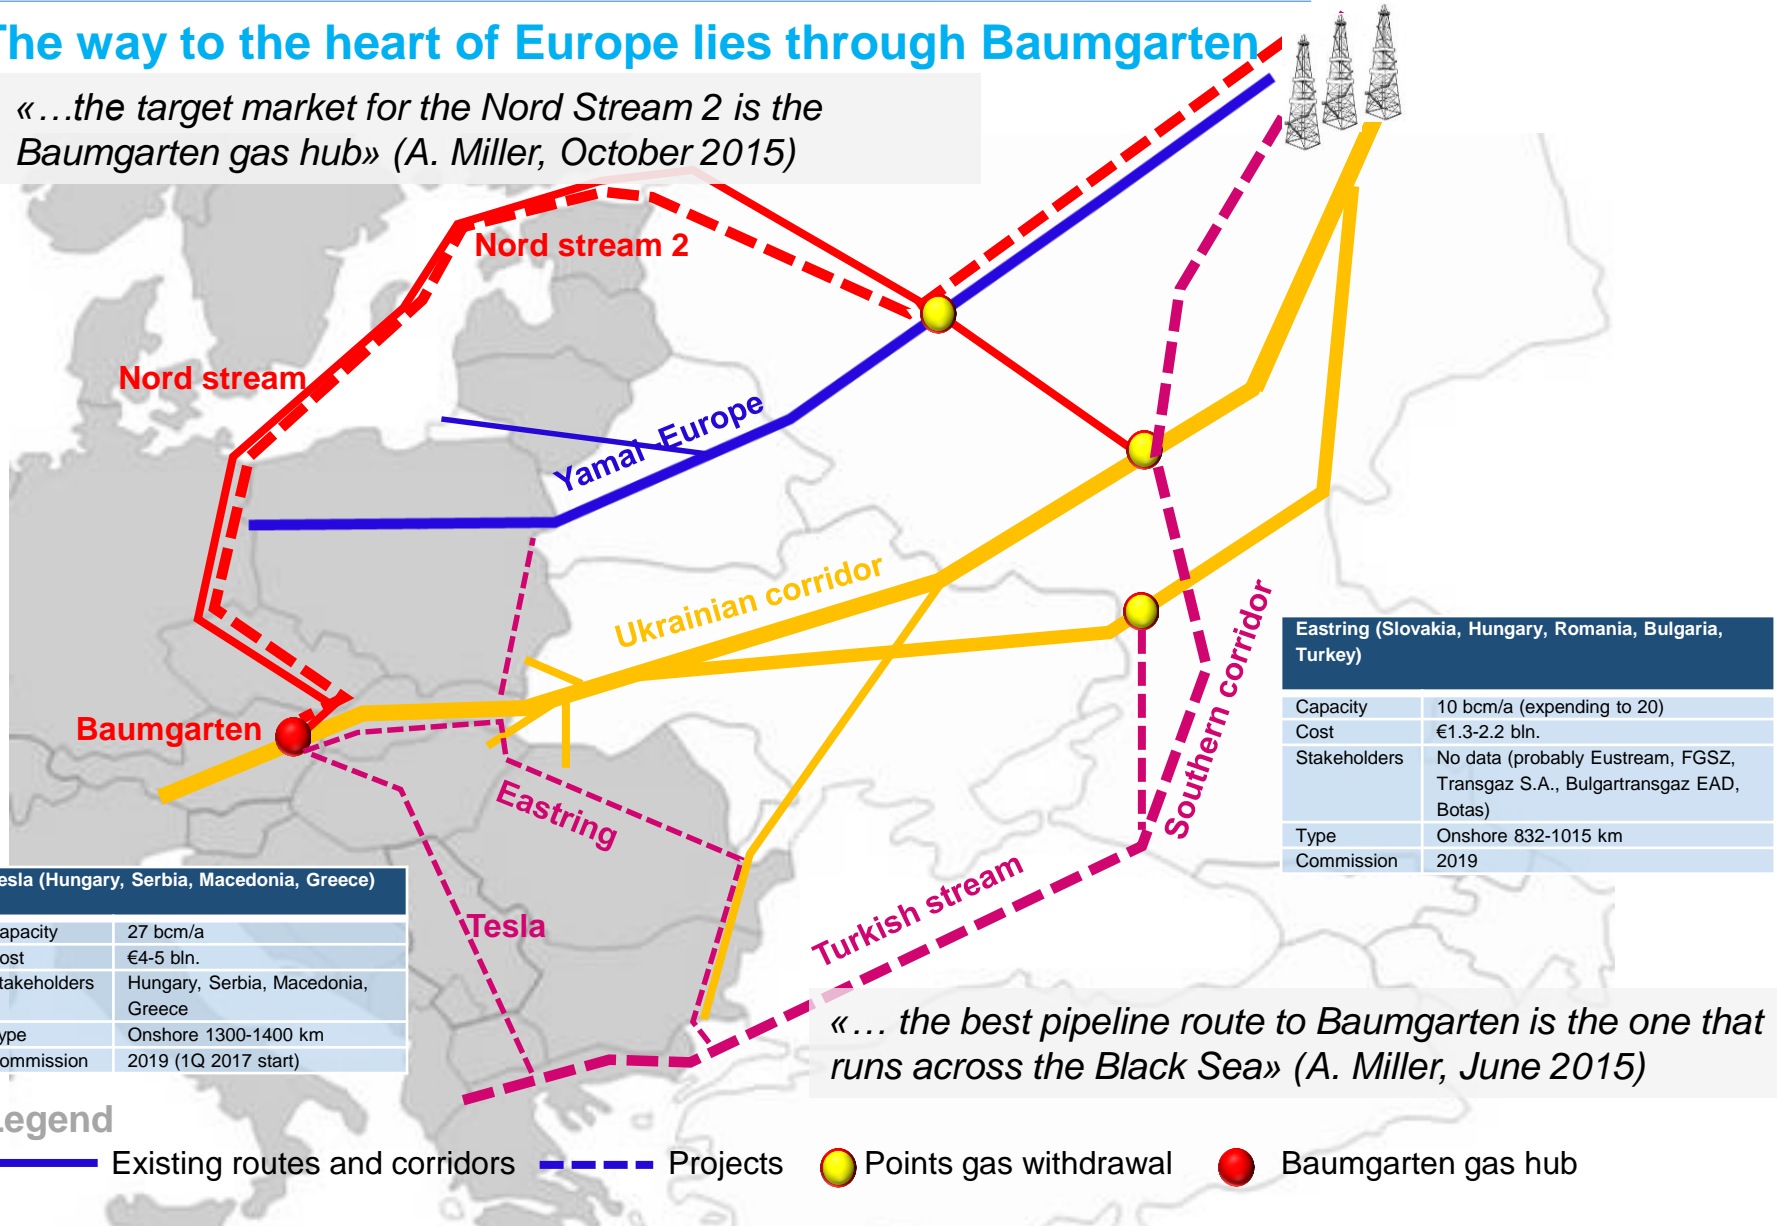 The way to the heart of Europe lies through Baumgarten
«…the target market for the Nord Stream 2 is the
Baumgarten gas hub» (A. Miller, October 2015)
Nord stream 2
Nord stream
Yamal -Europe
Ukrainian corridor
Southern corridor
Baumgarten
Eastring
Tesla
Turkish stream
Eastring (Slovakia, Hungary, Romania, Bulgaria,
Turkey)
Capacity 10 bcm/a (expending to 20)
Cost €1.3-2.2 bln.
Stakeholders No data (probably Eustream, FGSZ,
Transgaz S.A., Bulgartransgaz EAD,
Botas)
Type Onshore 832-1015 km
Commission 2019
esla (Hungary, Serbia, Macedonia, Greece)
apacity 27 bcm/a
ost €4-5 bln.
takeholders Hungary, Serbia, Macedonia,
Greece
ype Onshore 1300-1400 km
ommission 2019 (1Q 2017 start)
«… the best pipeline route to Baumgarten is the one that
runs across the Black Sea» (A. Miller, June 2015)
Legend
Existing routes and corridors
Projects
Points gas withdrawal
Baumgarten gas hub